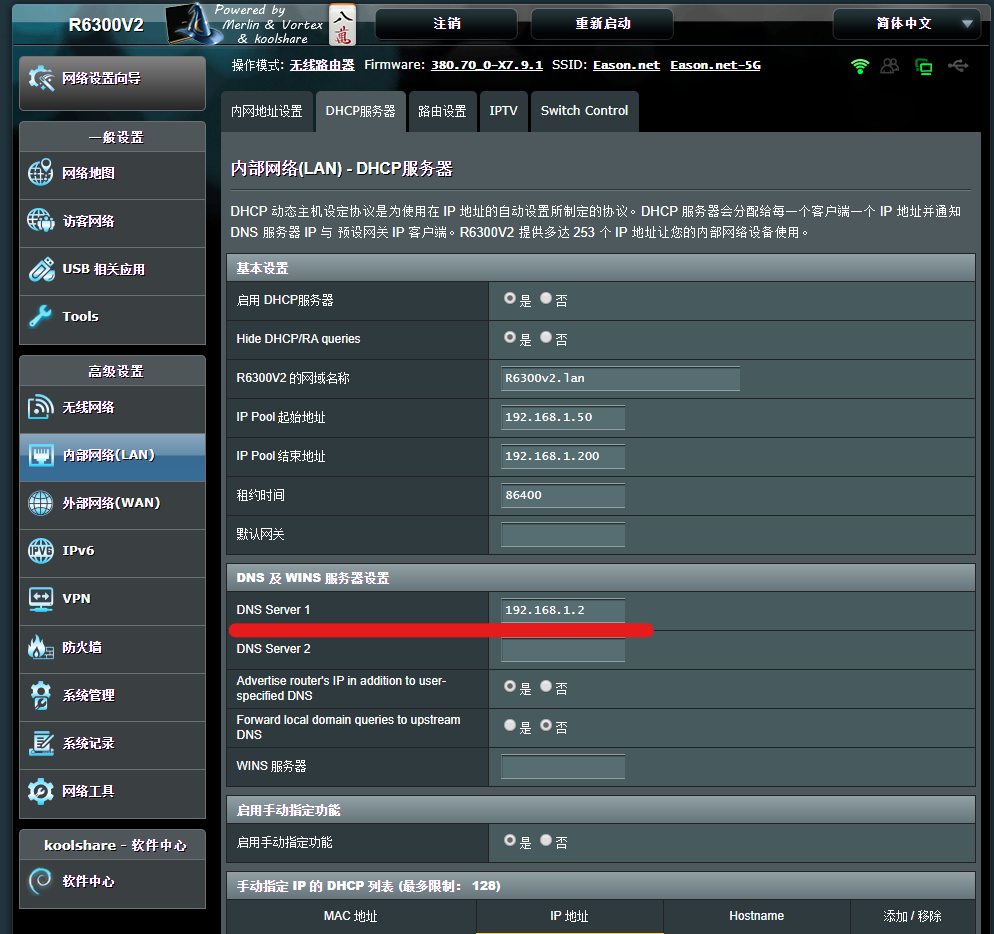 R6300V2
Powered by
Merlin & Vortex
& koolshare
八萬
注销
重新启动
简体中文
操作模式: 无线路由器 Firmware: 380.70_0-X7.9.1 SSID: Eason.net Eason.net-5G
网络设置向导
一般设置
网络地图
访客网络
USB 相关应用
Tools
高级设置
无线网络
内部网络(LAN)
外部网络(WAN)
IPv6
VPN
防火墙
系统管理
系统记录
网络工具
koolshare - 软件中心
软件中心
内网地址设置
DHCP服务器
路由设置
IPTV
Switch Control
内部网络(LAN) - DHCP服务器
DHCP 动态主机设定协议是为使用在 IP 地址的自动设置所制定的协议。DHCP 服务器会分配给每一个客户端一个 IP 地址并通知
DNS 服务器 IP 与 预设网关 IP 客户端。R6300V2 提供多达 253 个 IP 地址让您的内部网络设备使用。
基本设置
启用 DHCP服务器 是 否
Hide DHCP/RA queries 是 否
R6300V2 的网域名称 R6300v2.lan
IP Pool 起始地址 192.168.1.50
IP Pool 结束地址 192.168.1.200
租约时间 86400
默认网关
DNS 及 WINS 服务器设置
DNS Server 1 192.168.1.2
DNS Server 2
Advertise router's IP in addition to user-
specified DNS 是 否
Forward local domain queries to upstream
DNS 是 否
WINS 服务器
启用手动指定功能
启用手动指定功能 是 否
手动指定 IP 的 DHCP 列表 (最多限制： 128)
MAC 地址 IP 地址 Hostname 添加 / 移除